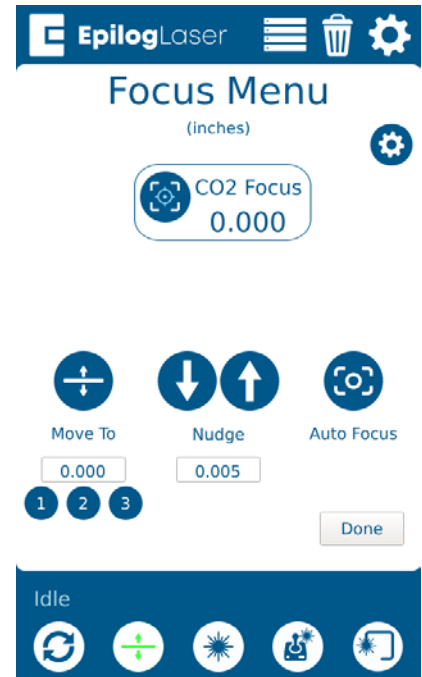 EpilogLaser
Focus Menu
(inches)
CO2 Focus
0.000
Move To
Nudge
Auto Focus
0.000
0.005
1 2 3
Done
Idle